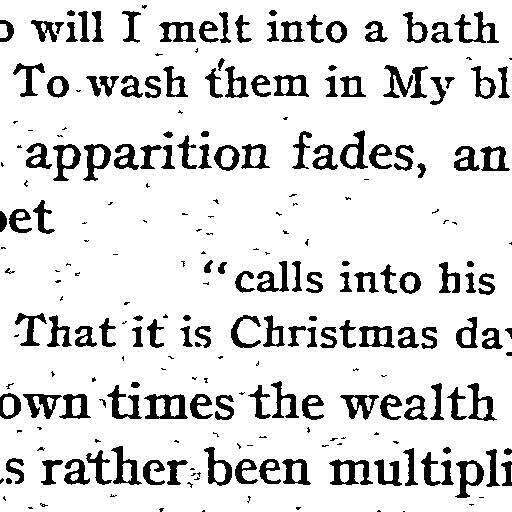 will I melt into a bath
To wash them in My bl
apparition fades, an
oet
"calls into his
That it is Christmas day
own times the wealth
as rather been multipli